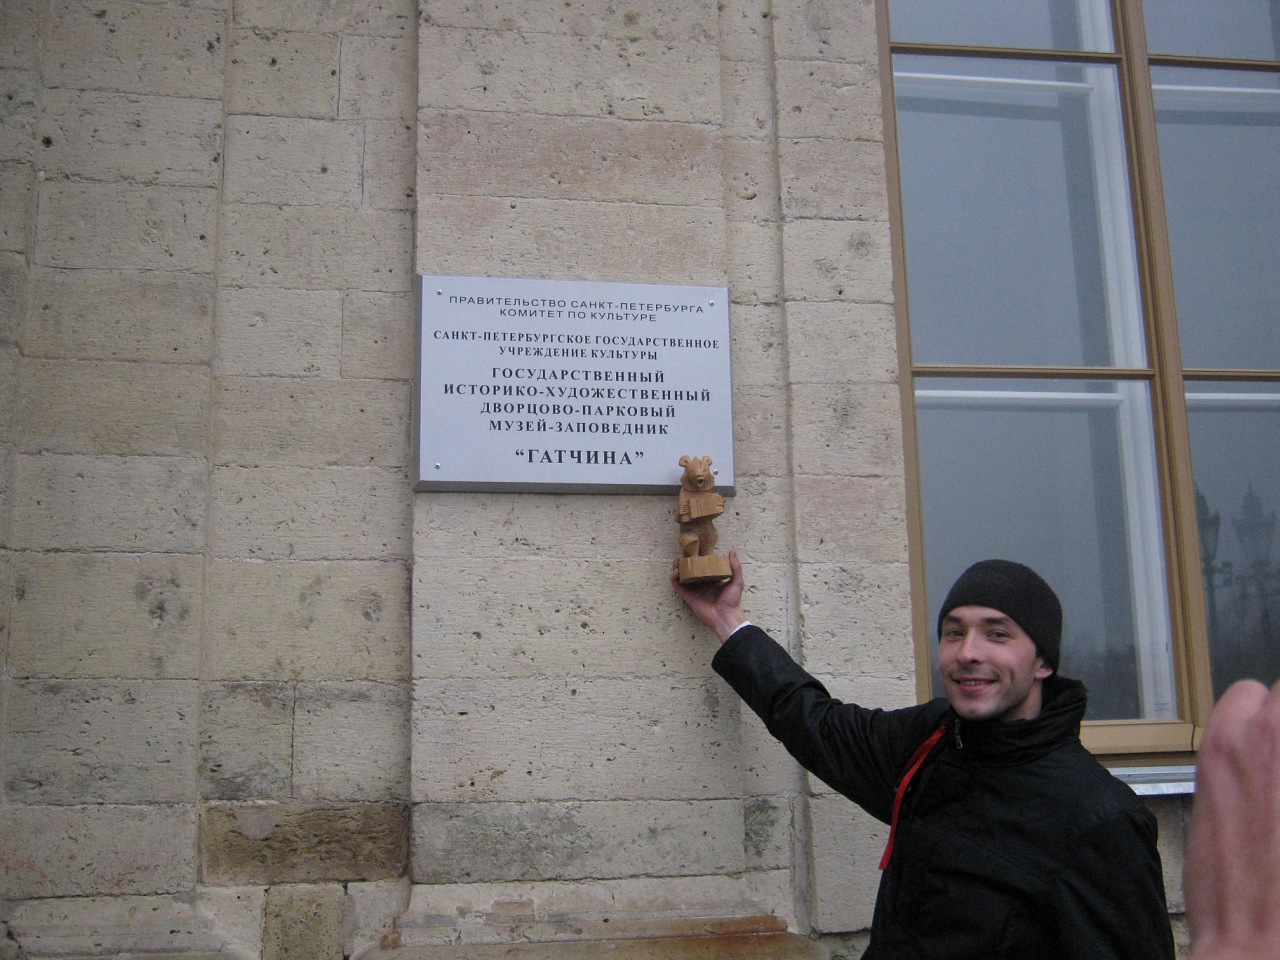 ПРАВИТЕЛЬСТВО САНКТ-ПЕТЕРБУРГА
КОМИТЕТ ПО КУЛЬТУРЕ
САНКТ-ПЕТЕРБУРГСКОЕ ГОСУДАРСТВЕННОЕ
УЧРЕЖДЕНИЕ КУЛЬТУРЫ
ГОСУДАРСТВЕННЫЙ
ИСТОРИКО-ХУДОЖЕСТВЕННЫЙ
ДВОРЦОВО-ПАРКОВЫЙ
МУЗЕЙ-ЗАПОВЕДНИК
“ГАТЧИНА”